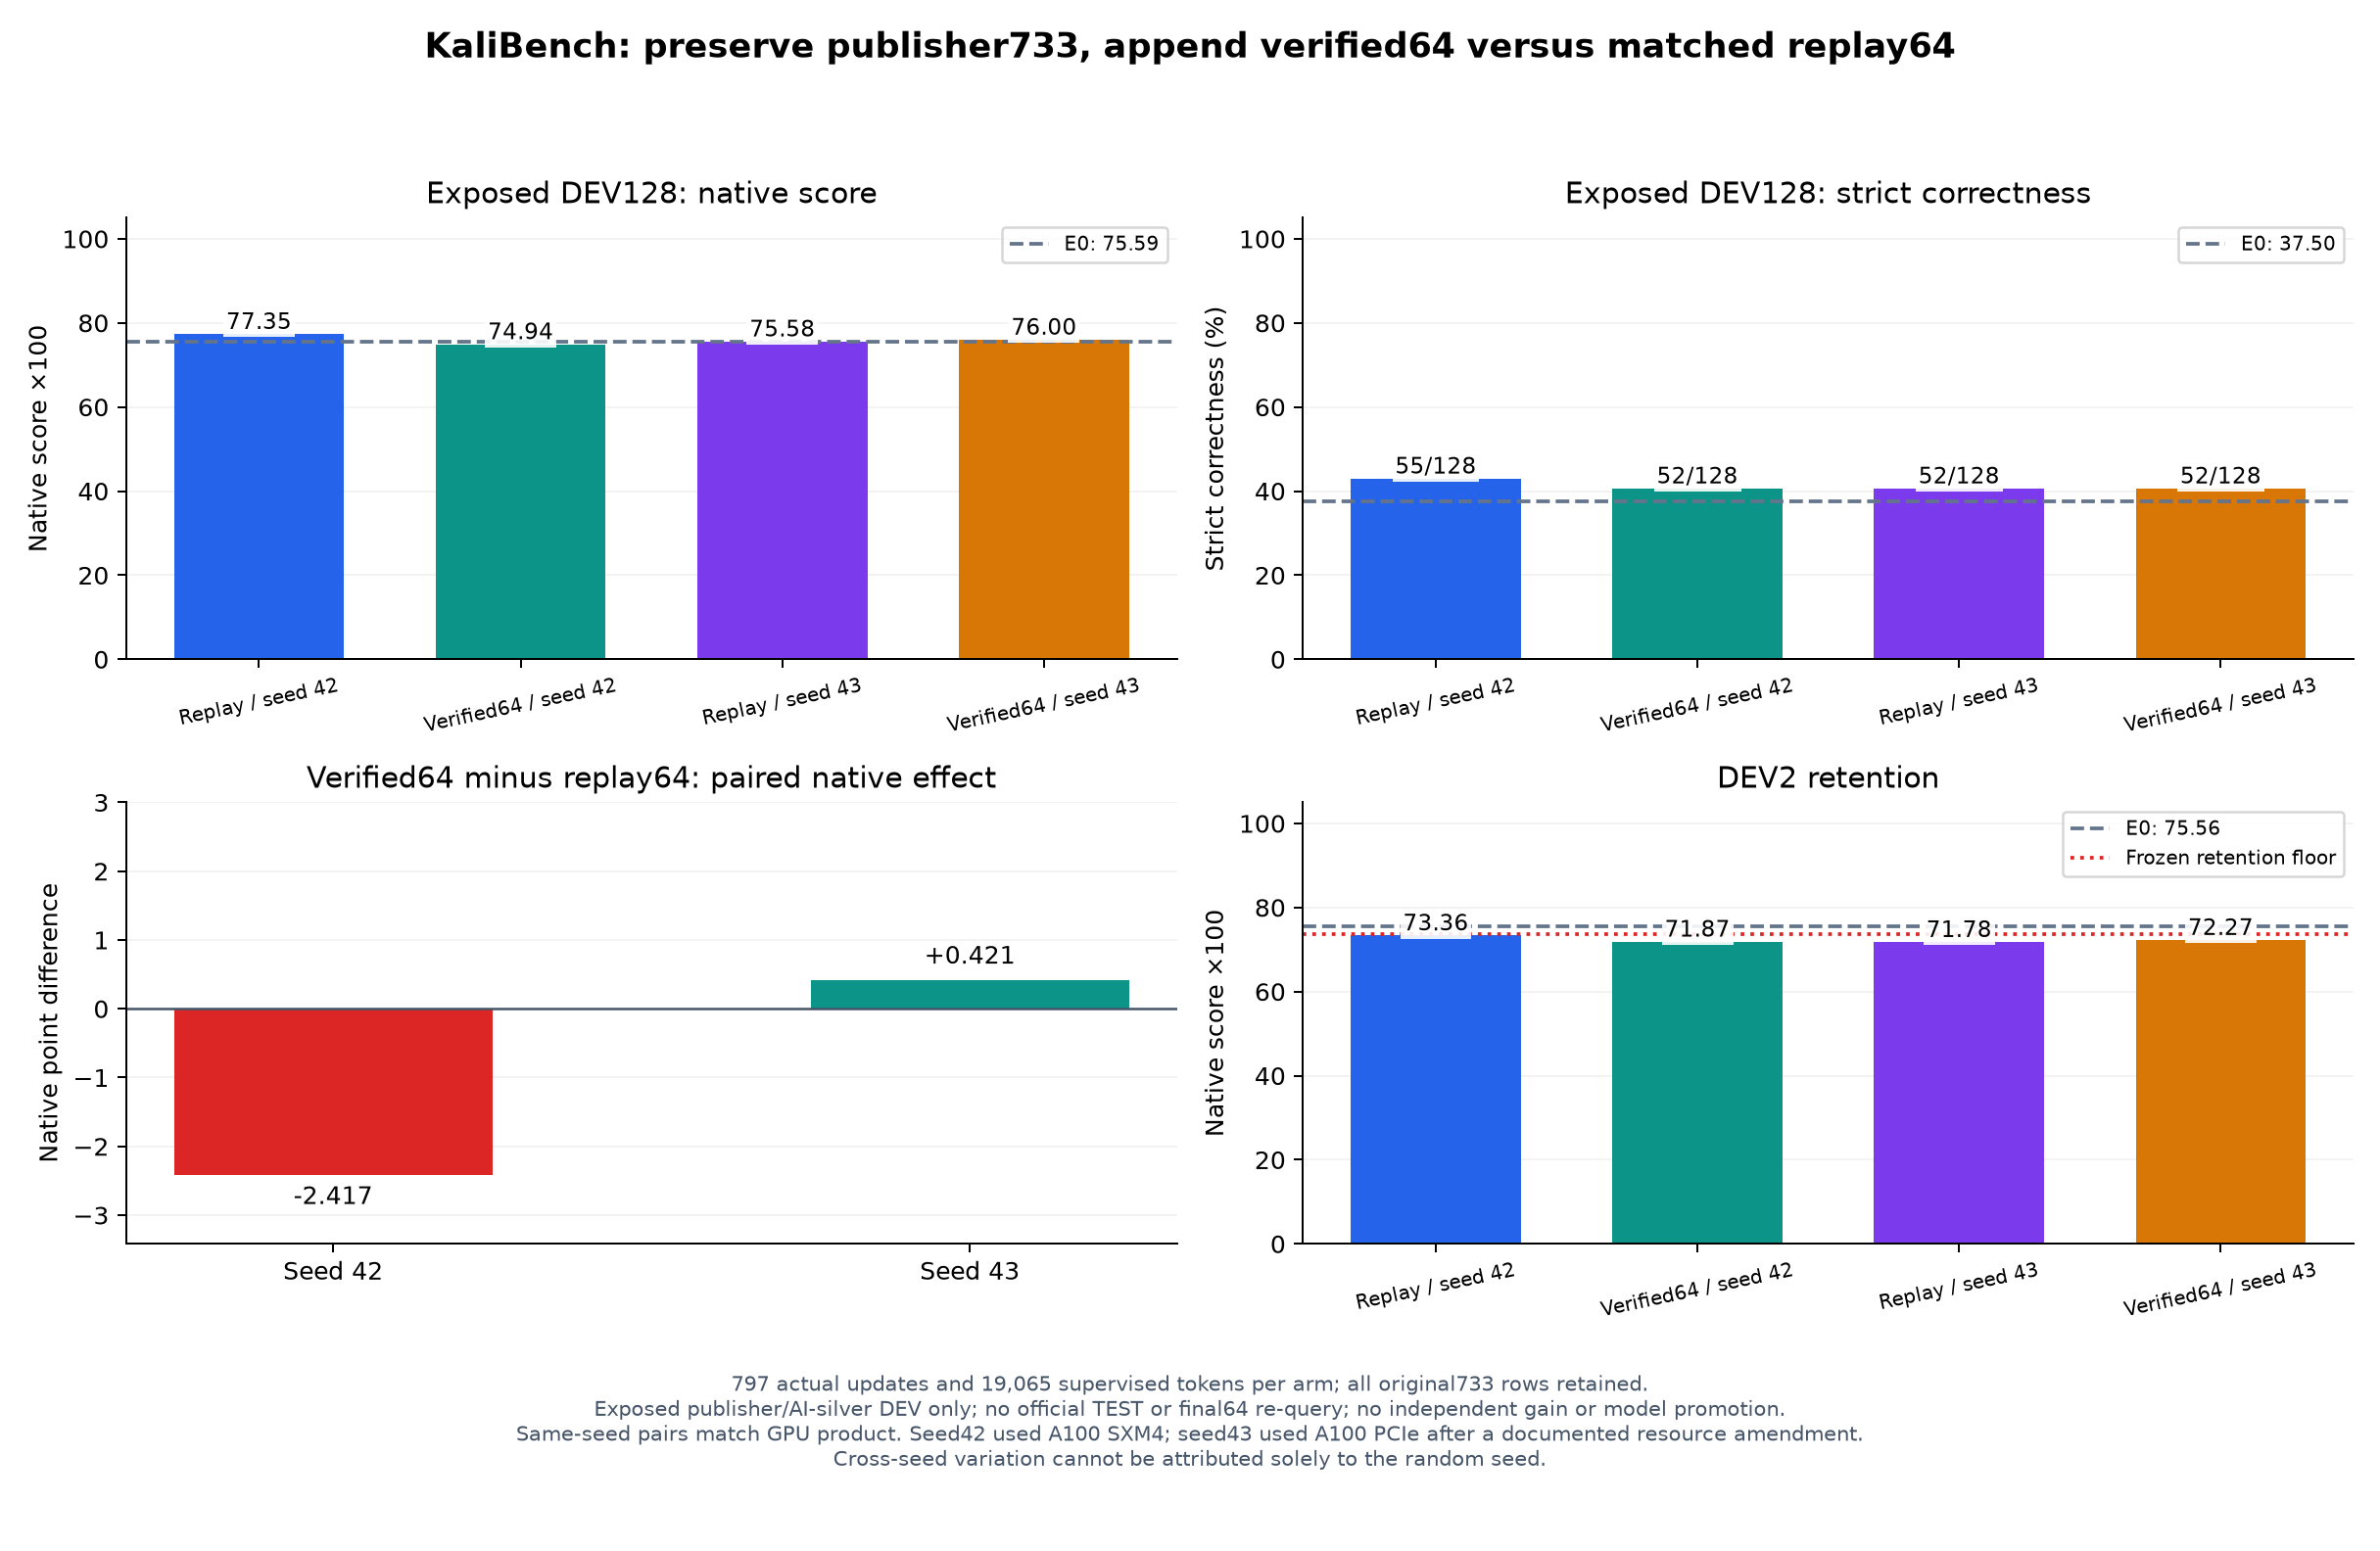 KaliBench: preserve publisher733, append verified64 versus matched replay64
Exposed DEV128: native score
Native score ×100
100
80
60
40
20
0
E0: 75.59
77.35
74.94
75.58
76.00
Replay / seed 42
Verified64 / seed 42
Replay / seed 43
Verified64 / seed 43
Exposed DEV128: strict correctness
Strict correctness (%)
100
80
60
40
20
0
E0: 37.50
55/128
52/128
52/128
52/128
Replay / seed 42
Verified64 / seed 42
Replay / seed 43
Verified64 / seed 43
Verified64 minus replay64: paired native effect
Native point difference
3
2
1
0
−1
−2
−3
-2.417
+0.421
Seed 42
Seed 43
DEV2 retention
Native score ×100
100
80
60
40
20
0
E0: 75.56
Frozen retention floor
73.36
71.87
71.78
72.27
Replay / seed 42
Verified64 / seed 42
Replay / seed 43
Verified64 / seed 43
797 actual updates and 19,065 supervised tokens per arm; all original733 rows retained.
Exposed publisher/AI-silver DEV only; no official TEST or final64 re-query; no independent gain or model promotion.
Same-seed pairs match GPU product. Seed42 used A100 SXM4; seed43 used A100 PCIe after a documented resource amendment.
Cross-seed variation cannot be attributed solely to the random seed.